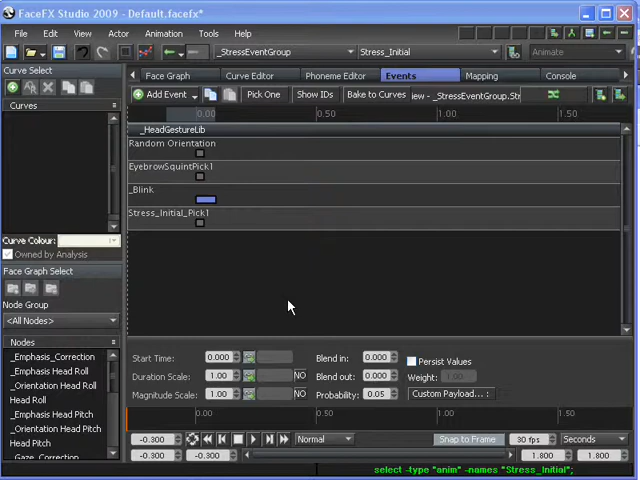 FaceFX Studio 2009 - Default.facefx*
File Edit View Actor Animation Tools Help
_StressEventGroup Stress_Initial Animate
Curve Select
Face Graph Curve Editor Phoneme Editor Events Mapping Console
Add Event Pick One Show IDs Bake to Curves iew - _StressEventGroup.Str
Curves
0.00 0.50 1.00 1.50
_HeadGestureLib
Random Orientation
EyebrowSquintPick1
_Blink
Stress_Initial_Pick1
Curve Colour:
Owned by Analysis
Face Graph Select
Node Group
<All Nodes>
Nodes
_Emphasis_Correction
_Emphasis Head Roll
_Orientation Head Roll
Head Roll
_Emphasis Head Pitch
_Orientation Head Pitch
Head Pitch
_Gaze_Correction
Start Time: 0.000 Blend in: 0.000 Persist Values
Duration Scale: 1.00 NO Blend out: 0.000 Weight: 1.00
Magnitude Scale: 1.00 NO Probability: 0.05 Custom Payload... :
0.00 0.50 1.00 1.50
-0.300 Normal Snap to Frame 30 fps Seconds
-0.300 -0.300 1.800 1.800
select -type "anim" -names "Stress_Initial";